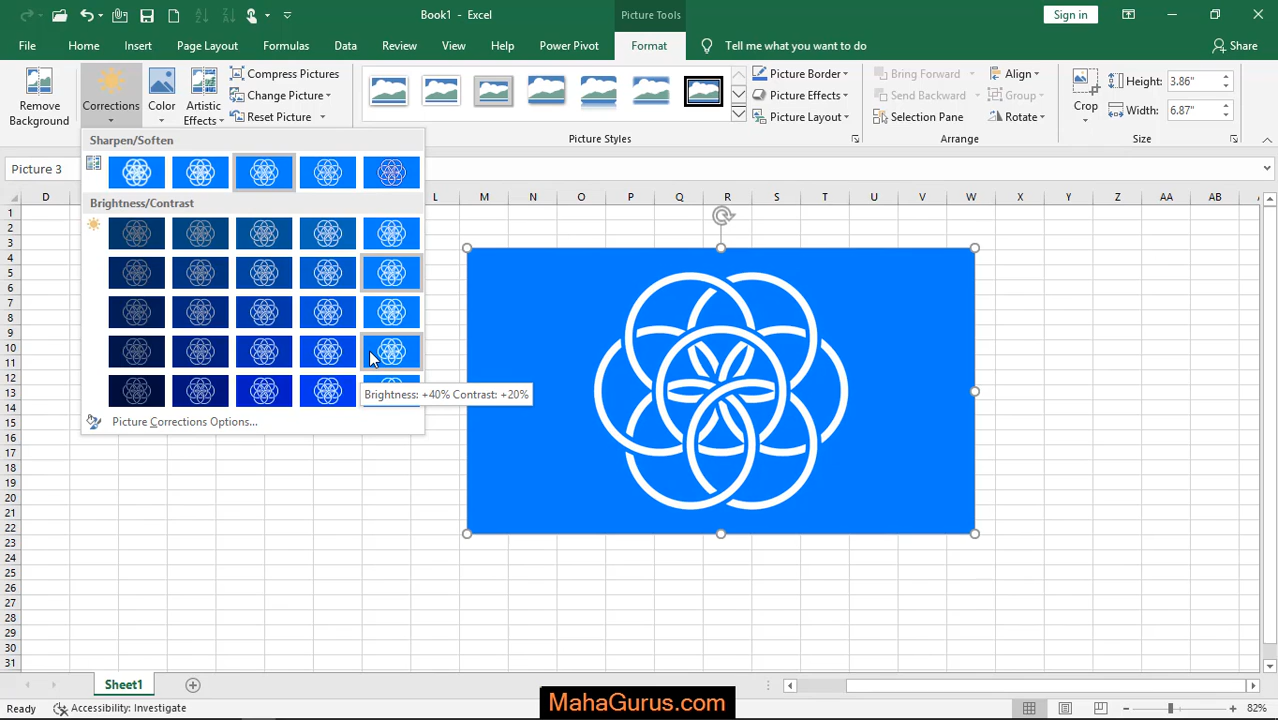 Book1 - Excel
Picture Tools
Sign in
File Home Insert Page Layout Formulas Data Review View Help Power Pivot Format Tell me what you want to do Share
Remove Background
Corrections
Color
Artistic Effects
Compress Pictures
Change Picture
Reset Picture
Picture Styles
Picture Border
Picture Effects
Picture Layout
Bring Forward
Send Backward
Selection Pane
Align
Group
Rotate
Arrange
Crop
Height: 3.86"
Width: 6.87"
Size
Picture 3
Sharpen/Soften
Brightness/Contrast
Brightness: +40% Contrast: +20%
Picture Corrections Options...
D L M N O P Q R S T U V W X Y Z AA AB
1
2
3
4
5
6
7
8
9
10
11
12
13
14
15
16
17
18
19
20
21
22
23
24
25
26
27
28
29
30
31
Sheet1
Ready Accessibility: Investigate
MahaGurus.com
82%